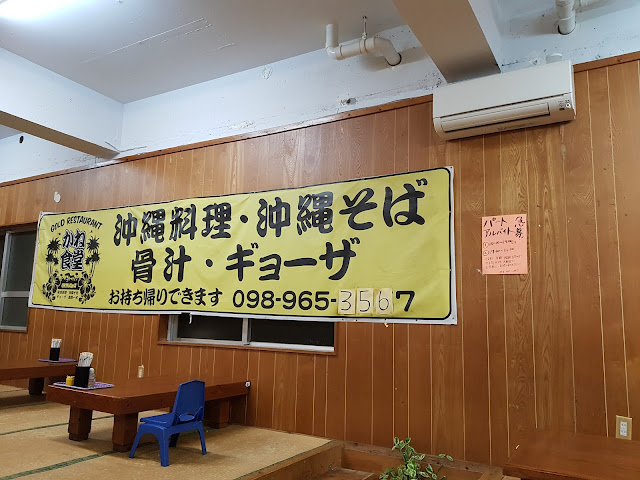 GOLD RESTAURANT
かね
食堂
沖縄料理・沖縄そば
骨汁・ギョーザ
お持ち帰りできます 098-965-3567
パート
アルバイト
急募